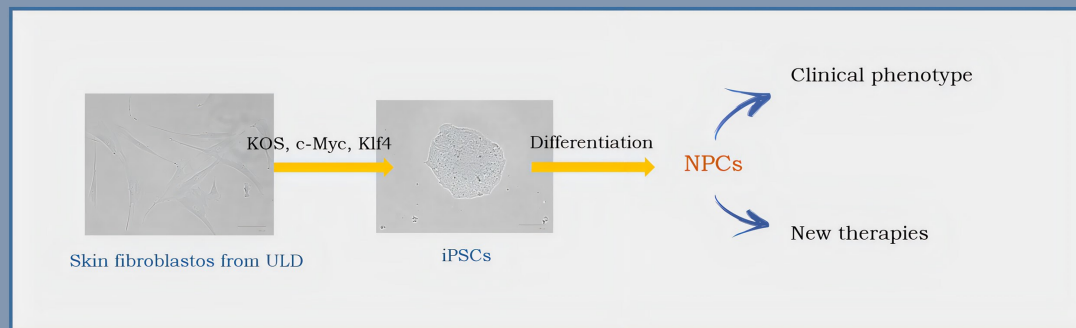 Clinical phenotype
KOS, c-Myc, Klf4
Differentiation
NPCs
New therapies
Skin fibroblastos from ULD
iPSCs